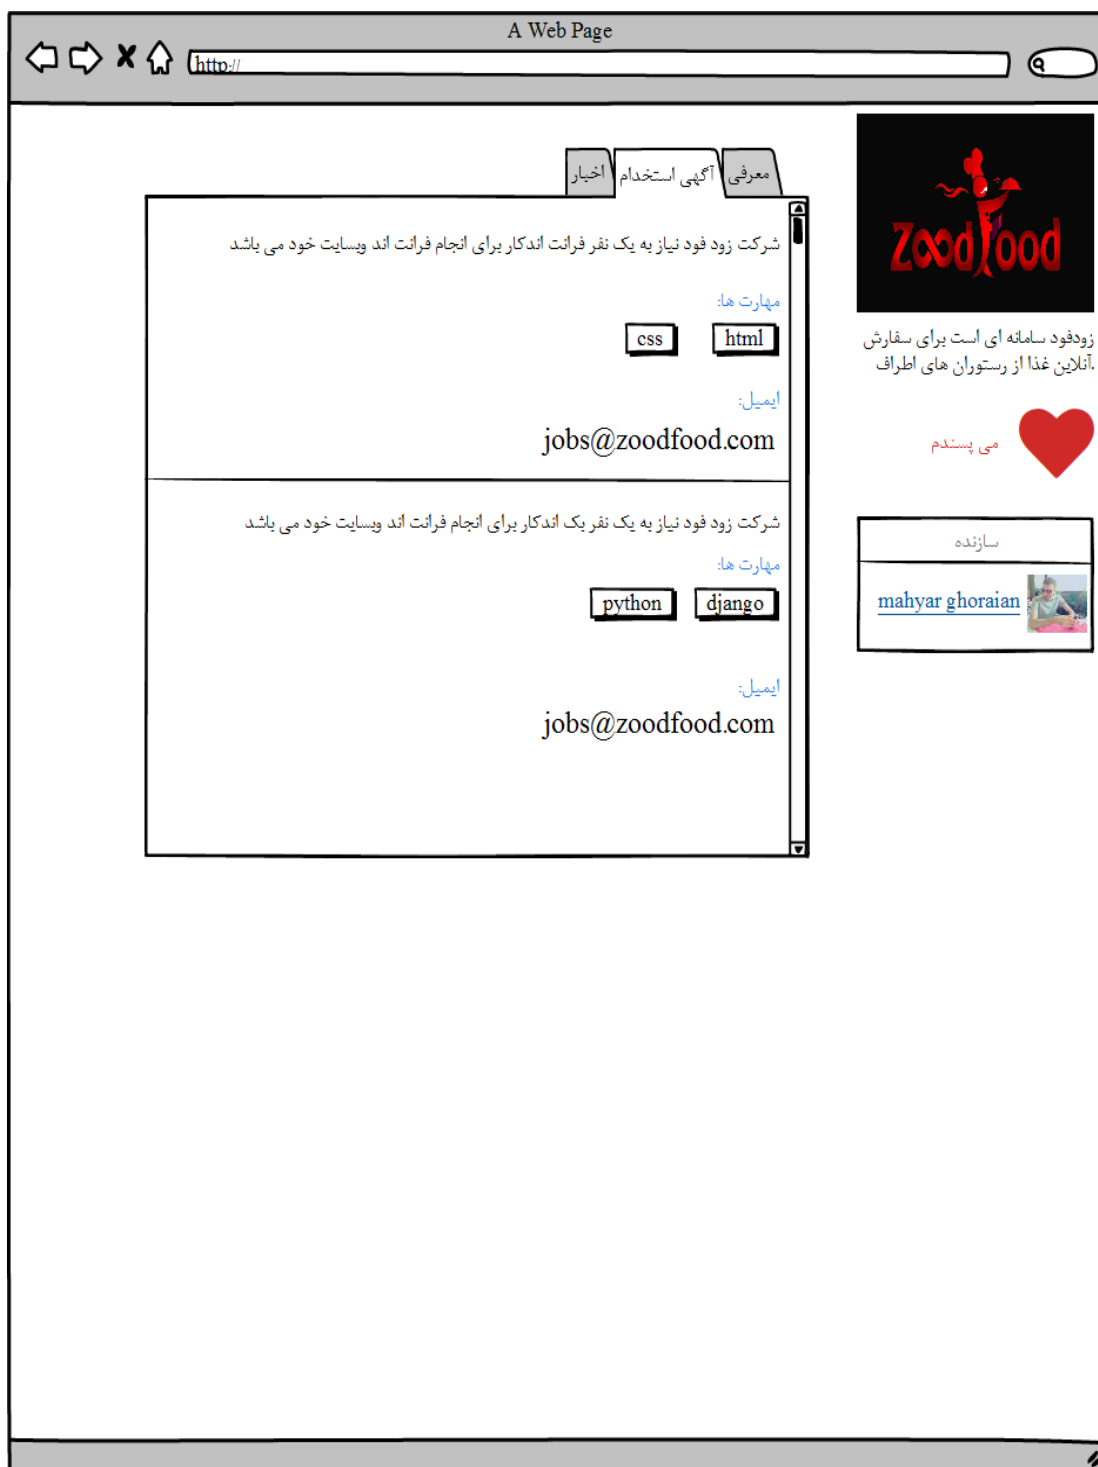 A Web Page
http://
Zoodfood
زودفود سامانه ای است برای سفارش
آنلاین غذا از رستوران های اطراف.
می پسندم
سازنده
mahyar ghoraian
معرفی
آگهی استخدام
اخبار
شرکت زود فود نیاز به یک نفر فرانت اندکار برای انجام فرانت اند وبسایت خود می باشد
مهارت ها:
html css
ایمیل:
jobs@zoodfood.com
شرکت زود فود نیاز به یک نفر بک اندکار برای انجام فرانت اند وبسایت خود می باشد
مهارت ها:
django python
ایمیل:
jobs@zoodfood.com